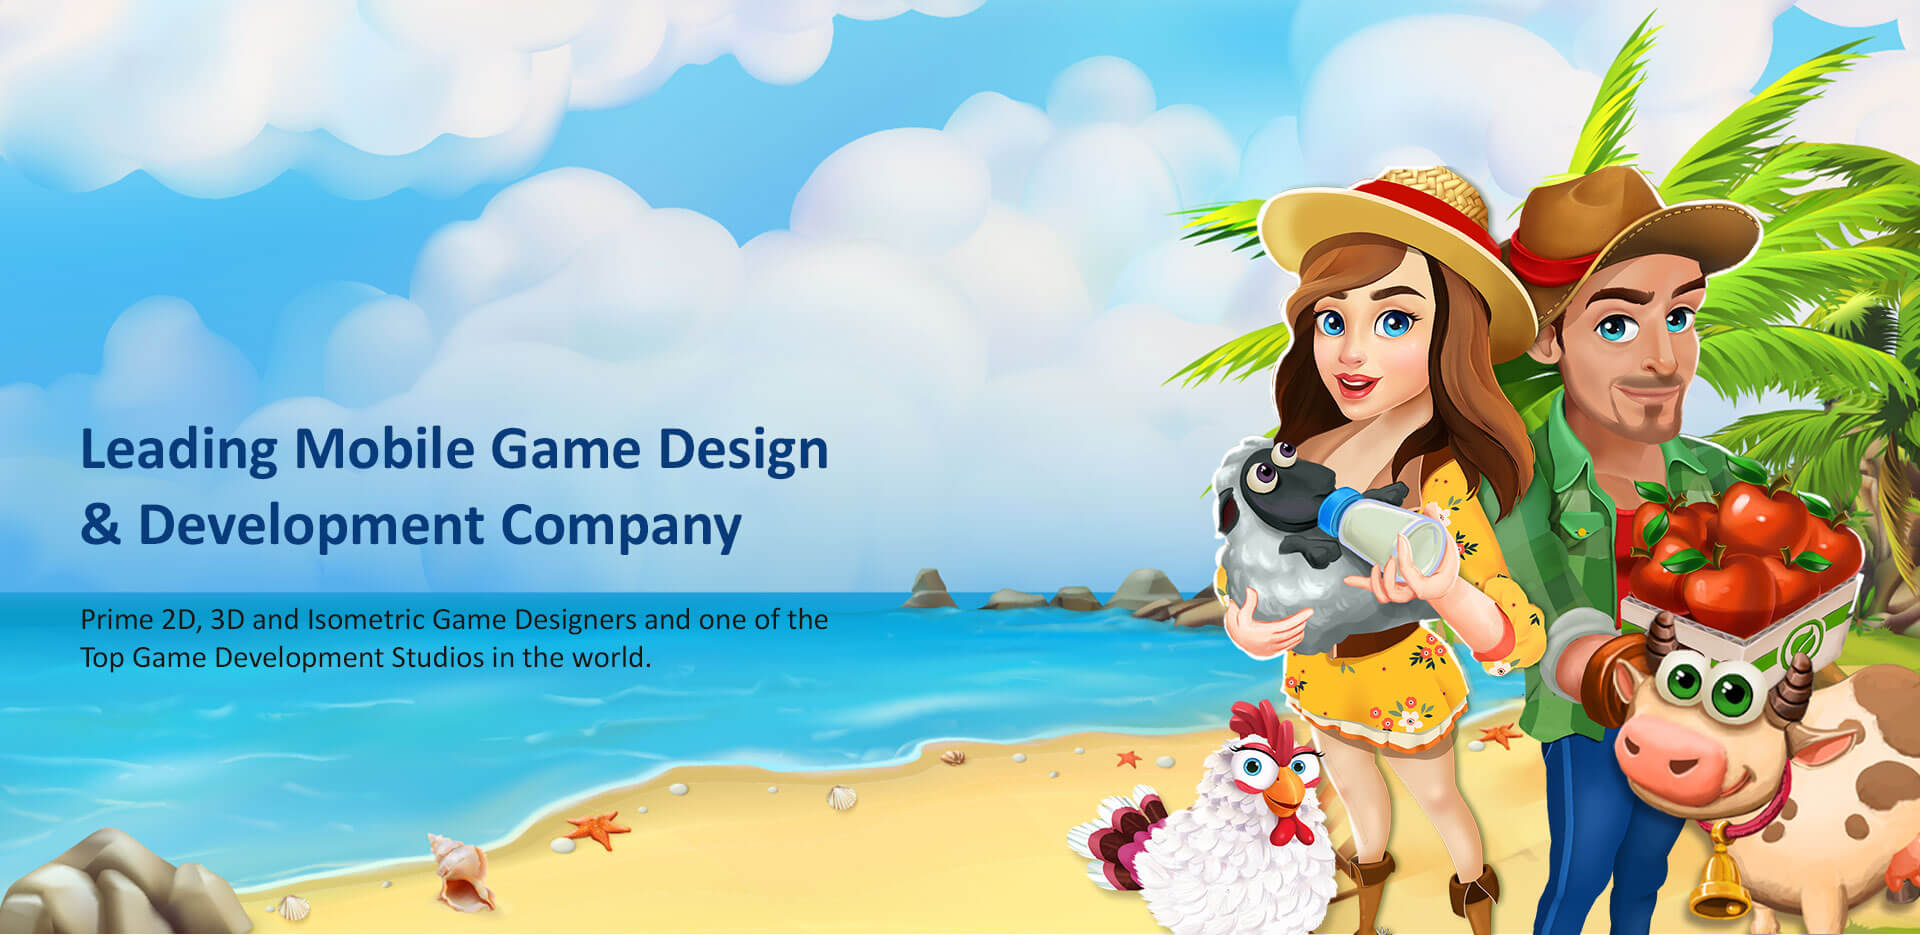 Leading Mobile Game Design
& Development Company
Prime 2D, 3D and Isometric Game Designers and one of the
Top Game Development Studios in the world.